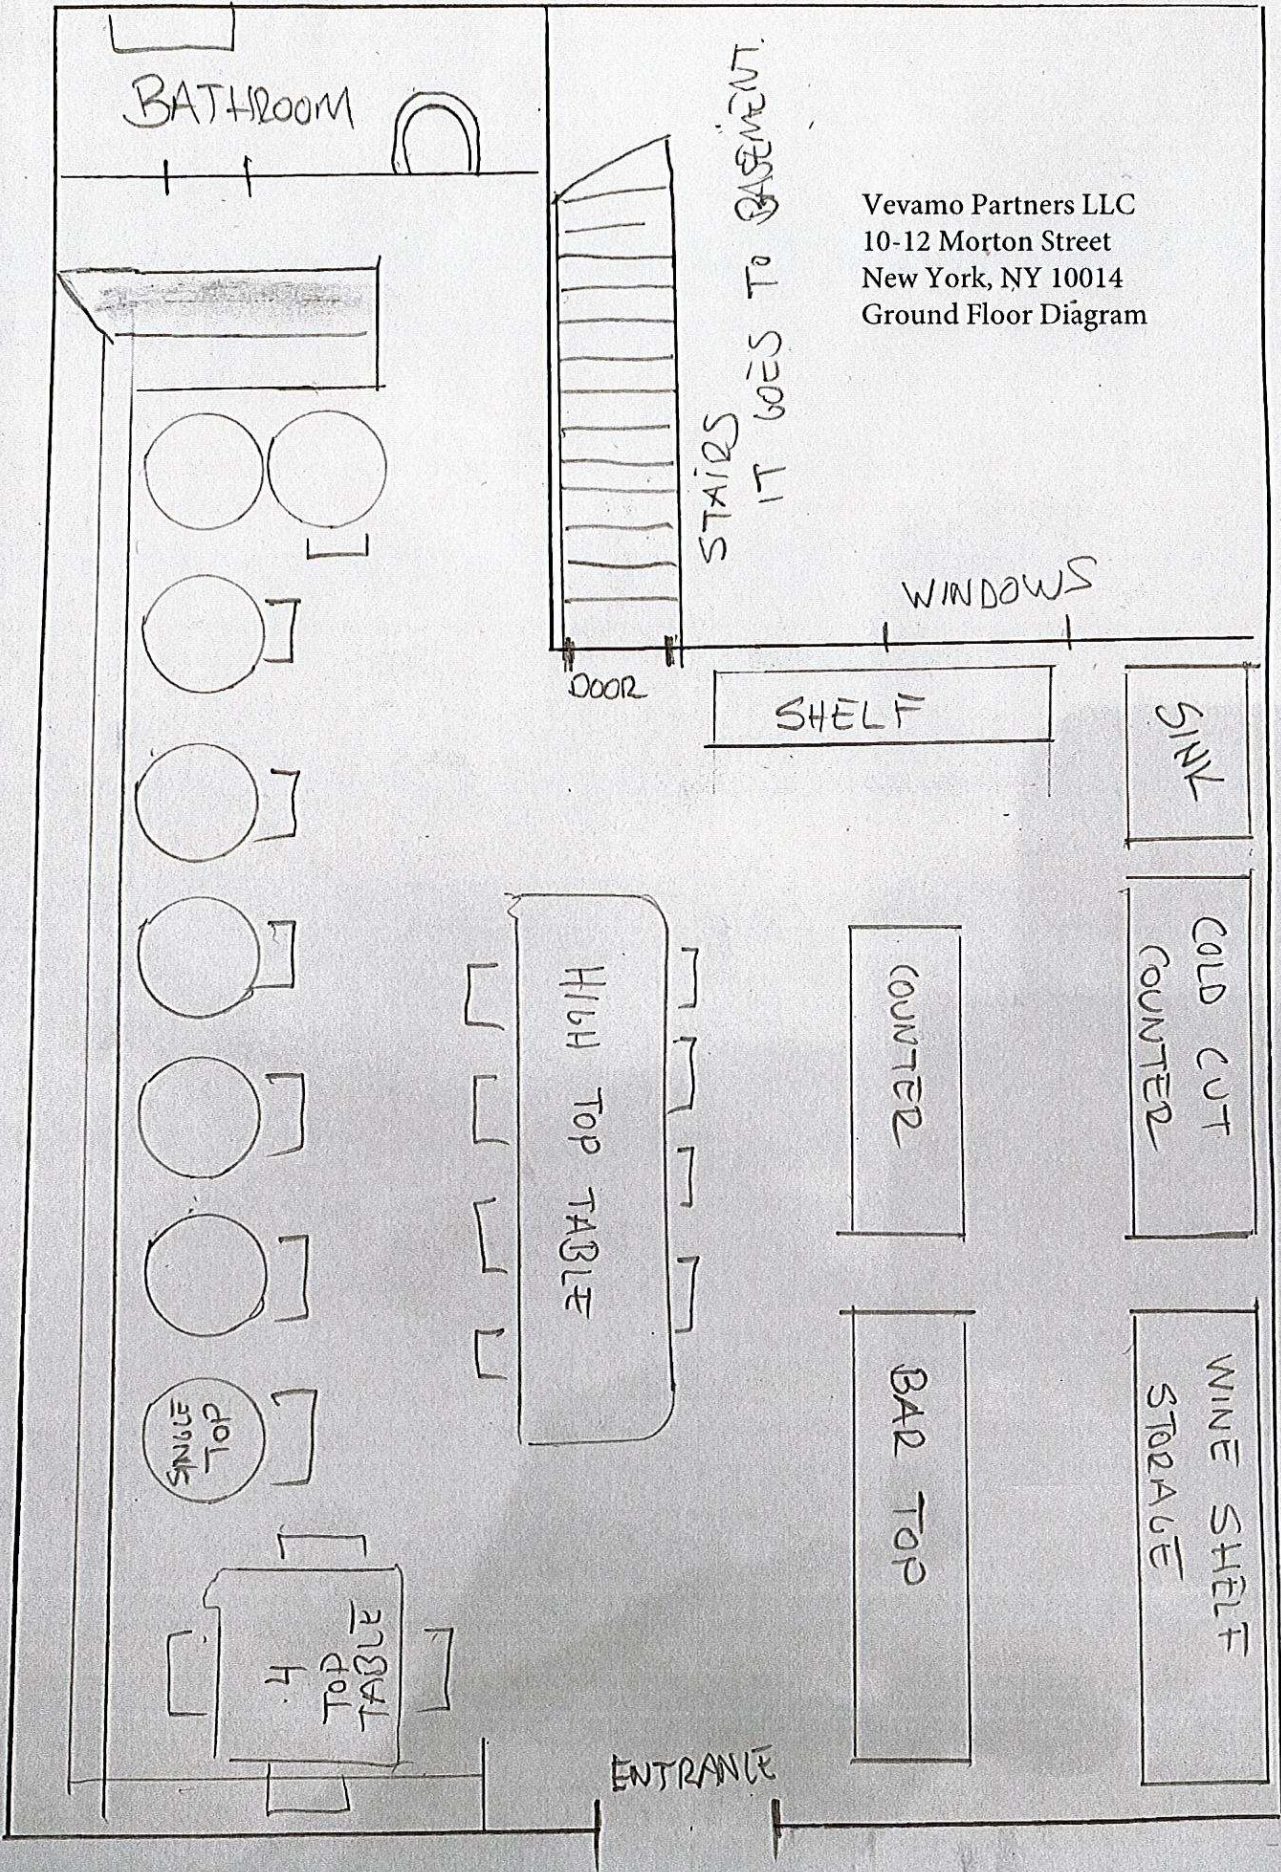 BATHROOM
STAIRS
IT GOES TO BASEMENT.
Vevamo Partners LLC
10-12 Morton Street
New York, NY 10014
Ground Floor Diagram
WINDOWS
DOOR
SHELF
SINK
COLD CUT
COUNTER
COUNTER
HIGH TOP TABLE
SINGLE
TOP
BAR TOP
WINE SHELF
STORAGE
4
TOP
TABLE
ENTRANCE